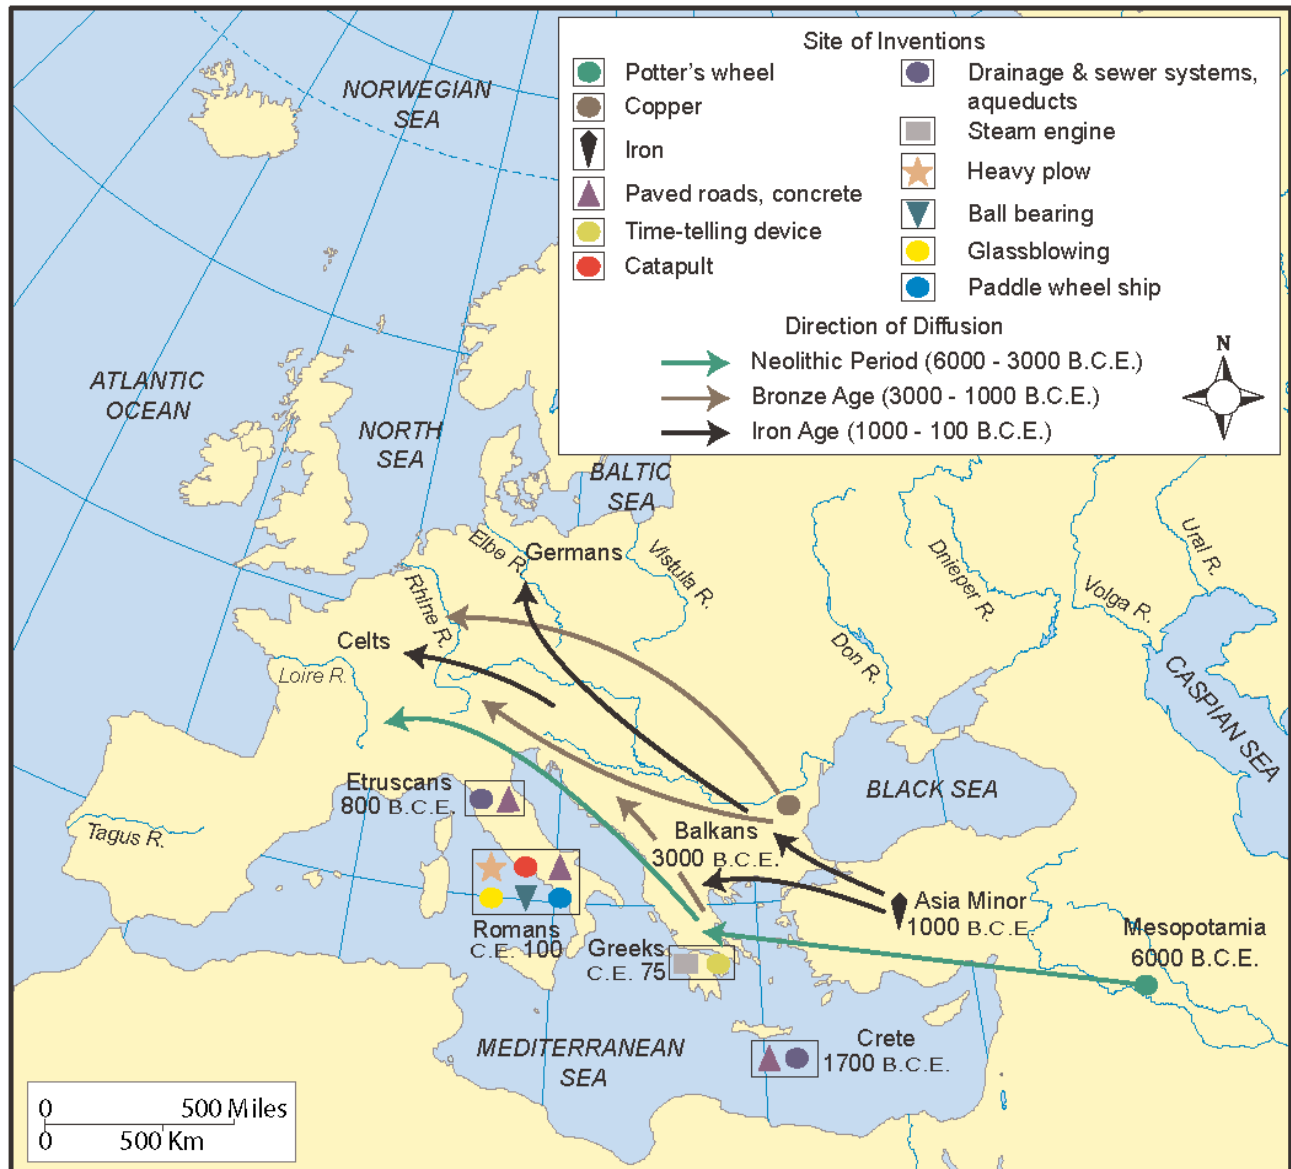 Site of Inventions
Potter's wheel
Copper
Iron
Paved roads, concrete
Time-telling device
Catapult
Drainage & sewer systems,
aqueducts
Steam engine
Heavy plow
Ball bearing
Glassblowing
Paddle wheel ship
Direction of Diffusion
Neolithic Period (6000 - 3000 B.C.E.)
Bronze Age (3000 - 1000 B.C.E.)
Iron Age (1000 - 100 B.C.E.)
N
NORWEGIAN
SEA
ATLANTIC
OCEAN
NORTH
SEA
BALTIC
SEA
Elbe R.
Germans
Vistula R.
Dnieper R.
Ural R.
Volga R.
Rhine R.
Celts
Loire R.
Don R.
CASPIAN SEA
Etruscans
800 B.C.E.
BLACK SEA
Tagus R.
Balkans
3000 B.C.E.
Asia Minor
1000 B.C.E
Mesopotamia
6000 B.C.E.
Romans
C.E. 100
Greeks
C.E. 75
MEDITERRANEAN
SEA
Crete
1700 B.C.E.
0 500 Miles
0 500 Km